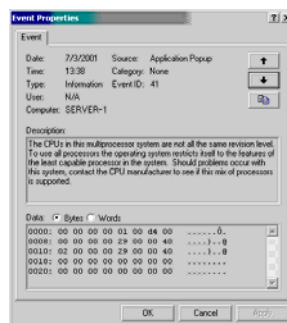 Event Properties
Event
Date: 7/3/2001 Source: Application Popup
Time: 13:38 Category: None
Type: Information Event ID: 41
User: N/A
Computer: SERVER-1
Description:
The CPUs in this multiprocessor system are not all the same revision level.
To use all processors the operating system restricts itself to the features of
the least capable processor in the system. Should problems occur with
this system, contact the CPU manufacturer to see if this mix of processors
is supported.
Data: Bytes Words
0000: 00 00 00 00 01 00 d4 00 ......Ô.
0008: 00 00 00 00 29 00 00 40 ....)..@
0010: 02 00 00 00 29 00 00 40 ....)..@
0018: 00 00 00 00 00 00 00 00 ........
0020: 00 00 00 00 00 00 00 00 ........
OK Cancel Apply